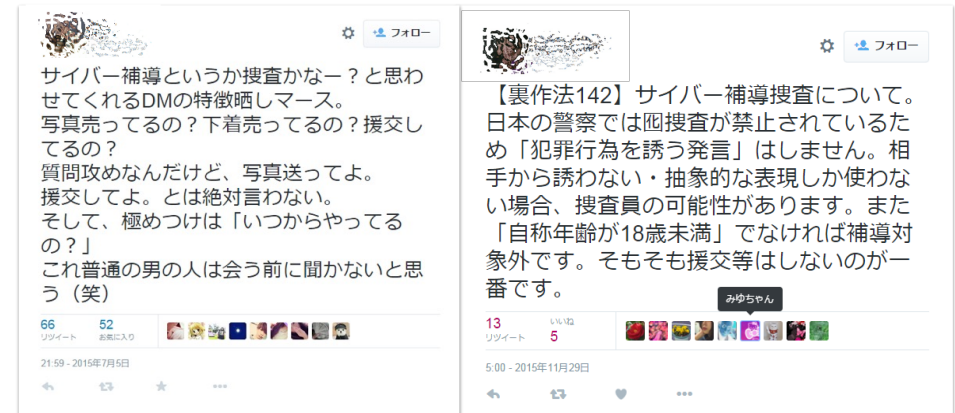 フォロー
サイバー補導というか捜査かなー?と思わ
せてくれるDMの特徴晒しマース。
写真売ってるの?下着売ってるの?援交し
てるの?
質問攻めなんだけど、写真送ってよ。
援交してよ。とは絶対言わない。
そして、極めつけは「いつからやってる
の?」
これ普通の男の人は会う前に聞かないと思
う(笑)
66 52
リツイート お気に入り
21:59 - 2015年7月5日
フォロー
【裏作法142】サイバー補導捜査について。
日本の警察では囮捜査が禁止されているた
め「犯罪行為を誘う発言」はしません。相
手から誘わない・抽象的な表現しか使わな
い場合、捜査員の可能性があります。また
「自称年齢が18歳未満」でなければ補導対
象外です。そもそも援交等はしないのが一
番です。
みゆちゃん
13 いいね
リツイート 5
5:00 - 2015年11月29日